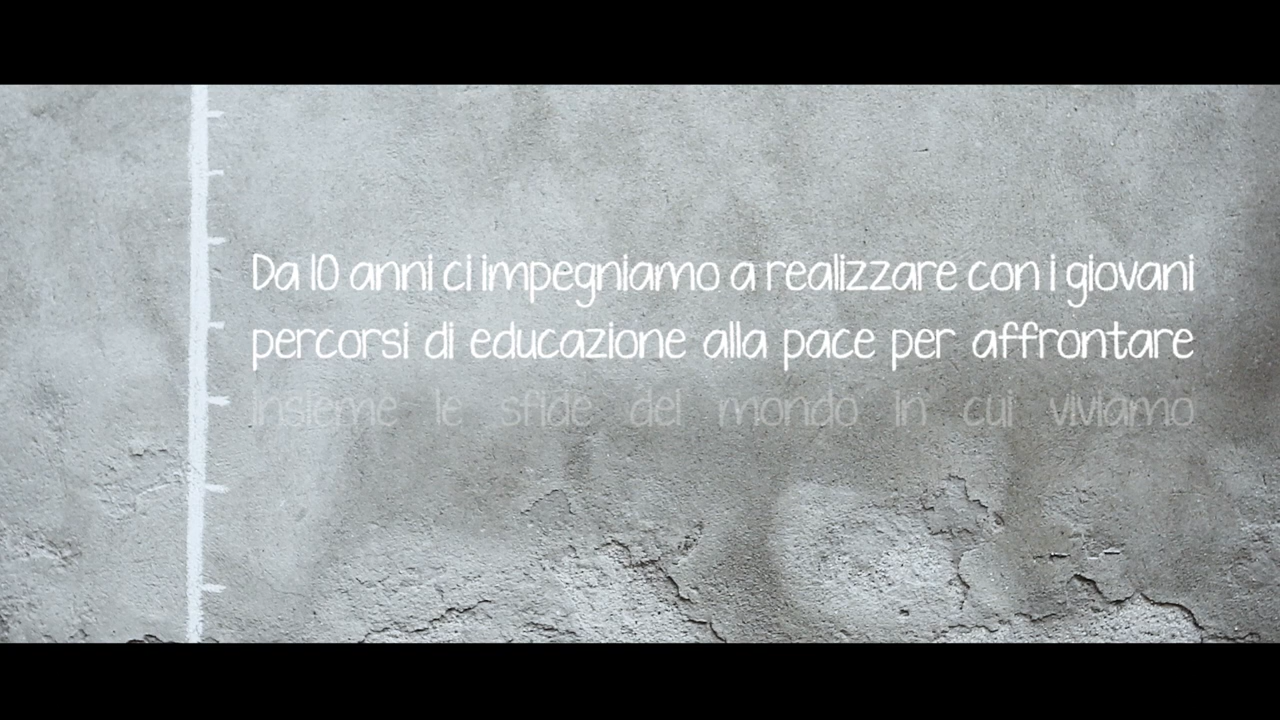 Da 10 anni ci impegniamo a realizzare con i giovani
percorsi di educazione alla pace per affrontare
insieme le sfide del mondo in cui viviamo